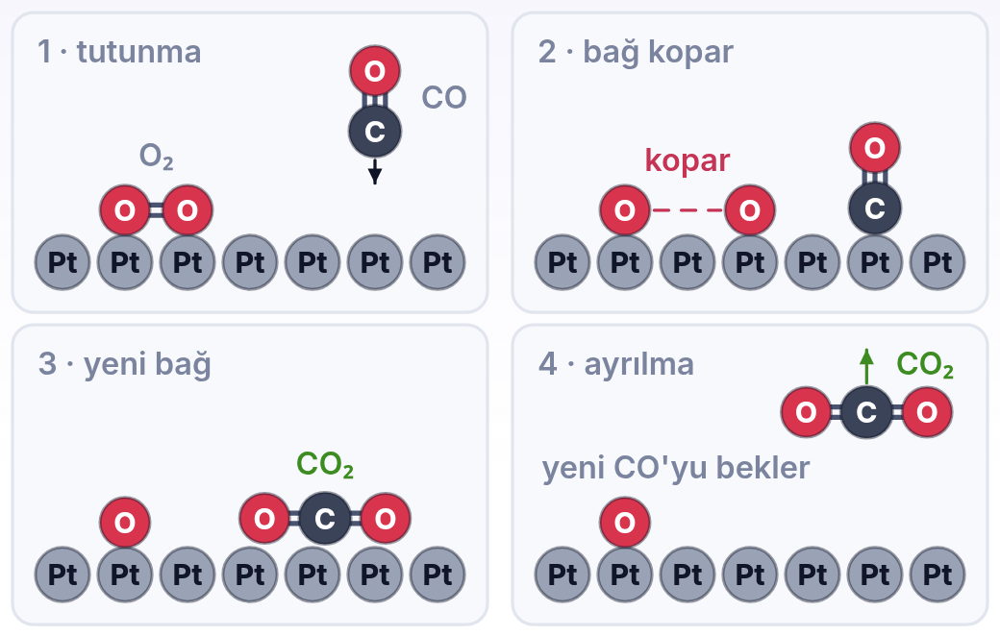 1 · tutunma
O
CO
C
O₂
O O
Pt Pt Pt Pt Pt Pt Pt
2 · bağ kopar
kopar
O
O O C
Pt Pt Pt Pt Pt Pt Pt
3 · yeni bağ
CO₂
O O C O
Pt Pt Pt Pt Pt Pt Pt
4 · ayrılma
CO₂
O C O
yeni CO'yu bekler
O
Pt Pt Pt Pt Pt Pt Pt